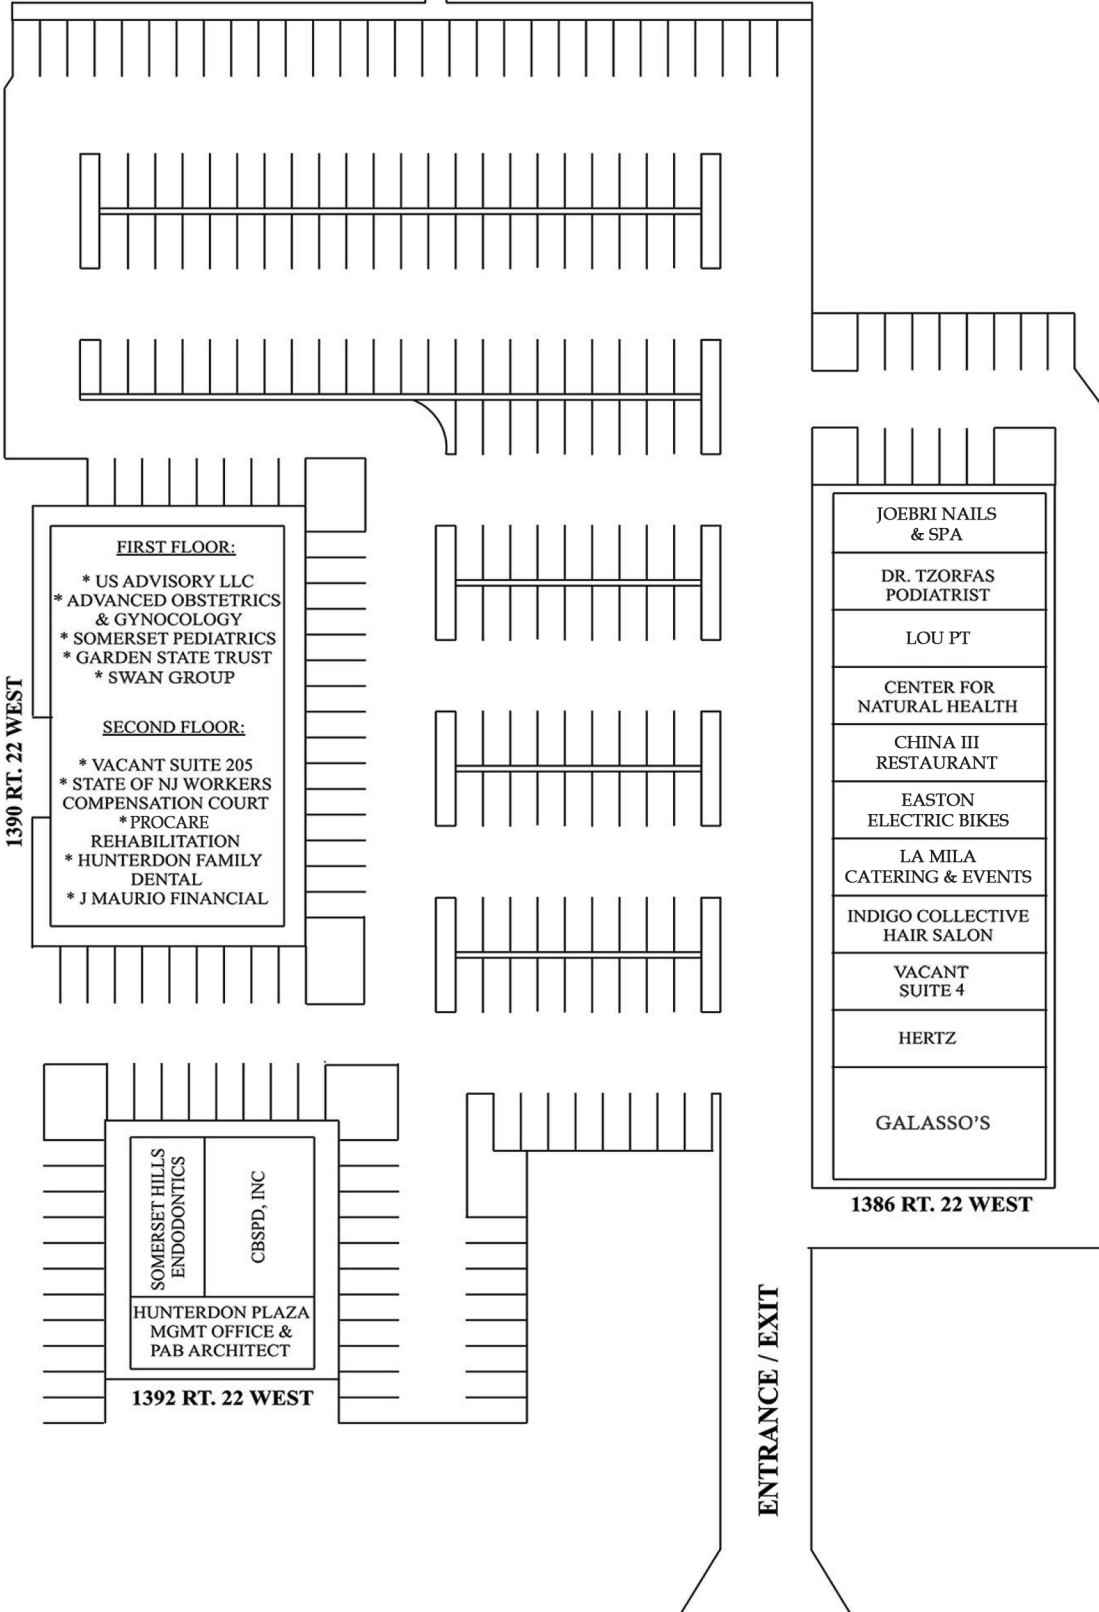 FIRST FLOOR:
* US ADVISORY LLC
* ADVANCED OBSTETRICS
& GYNOCOLOGY
* SOMERSET PEDIATRICS
* GARDEN STATE TRUST
* SWAN GROUP
SECOND FLOOR:
* VACANT SUITE 205
* STATE OF NJ WORKERS
COMPENSATION COURT
* PROCARE
REHABILITATION
* HUNTERDON FAMILY
DENTAL
* J MAURIO FINANCIAL
1390 RT. 22 WEST
JOEBRI NAILS
& SPA
DR. TZORFAS
PODIATRIST
LOU PT
CENTER FOR
NATURAL HEALTH
CHINA III
RESTAURANT
EASTON
ELECTRIC BIKES
LA MILA
CATERING & EVENTS
INDIGO COLLECTIVE
HAIR SALON
VACANT
SUITE 4
HERTZ
GALASSO'S
1386 RT. 22 WEST
SOMERSET HILLS
ENDODONTICS
CBSPD, INC
HUNTERDON PLAZA
MGMT OFFICE &
PAB ARCHITECT
1392 RT. 22 WEST
ENTRANCE / EXIT